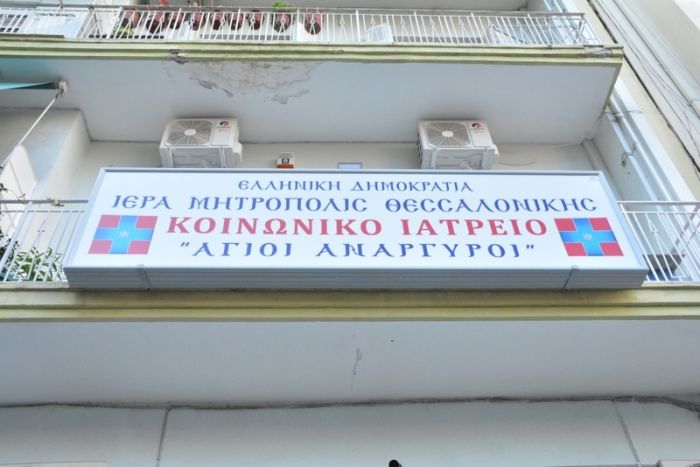 ΕΛΛΗΝΙΚΗ ΔΗΜΟΚΡΑΤΙΑ
ΙΕΡΑ ΜΗΤΡΟΠΟΛΙΣ ΘΕΣΣΑΛΟΝΙΚΗΣ
ΚΟΙΝΩΝΙΚΟ ΙΑΤΡΕΙΟ
"ΑΓΙΟΙ ΑΝΑΡΓΥΡΟΙ"